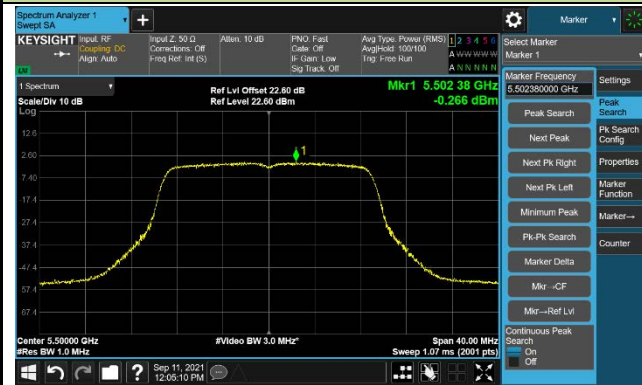 Spectrum Analyzer 1
Swept SA
+
Marker
KEYSIGHT
Input: RF
Coupling: DC
Align: Auto
Input Z: 50 Ω
Corrections: Off
Freq Ref: Int (S)
Atten: 10 dB
PNO: Fast
Gate: Off
IF Gain: Low
Sig Track: Off
Avg Type: Power (RMS)
Avg|Hold: 100/100
Trig: Free Run
1 2 3 4 5 6
A W W W W W
A N N N N N
LM
Select Marker
Marker 1
1 Spectrum
Scale/Div 10 dB
Log
Ref Lvl Offset 22.60 dB
Ref Level 22.60 dBm
Mkr1 5.502 38 GHz
-0.266 dBm
12.6
2.60
-7.40
-17.4
-27.4
-37.4
-47.4
-57.4
-67.4
1
Center 5.50000 GHz
#Res BW 1.0 MHz
#Video BW 3.0 MHz*
Span 40.00 MHz
Sweep 1.07 ms (2001 pts)
Marker Frequency
5.502380000 GHz
Peak Search
Next Peak
Next Pk Right
Next Pk Left
Minimum Peak
Pk-Pk Search
Marker Delta
Mkr→CF
Mkr→Ref Lvl
Continuous Peak
Search
On
Off
Settings
Peak
Search
Pk Search
Config
Properties
Marker
Function
Marker→
Counter
?
Sep 11, 2021
12:05:10 PM